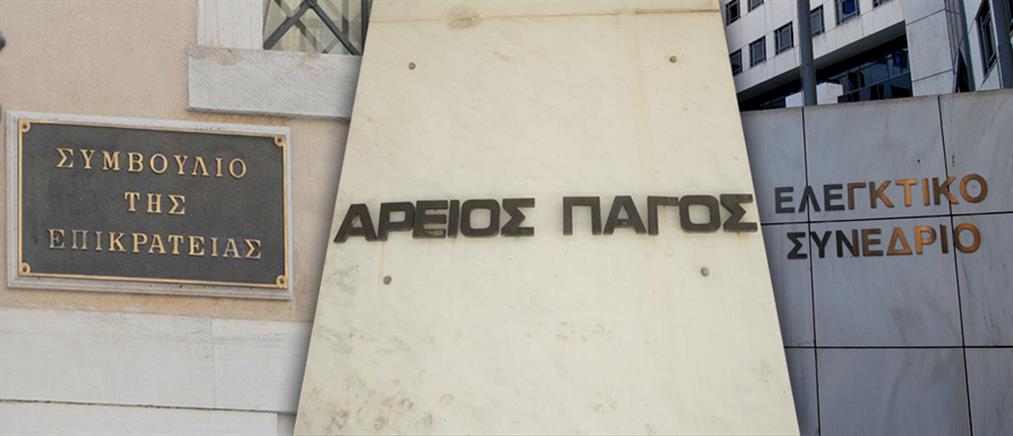 ΣΥΜΒΟΥΛΙΟ
ΤΗΣ
ΕΠΙΚΡΑΤΕΙΑΣ
ΑΡΕΙΟΣ ΠΑΓΟΣ
ΕΛΕΓΚΤΙΚΟ
ΣΥΝΕΔΡΙΟ